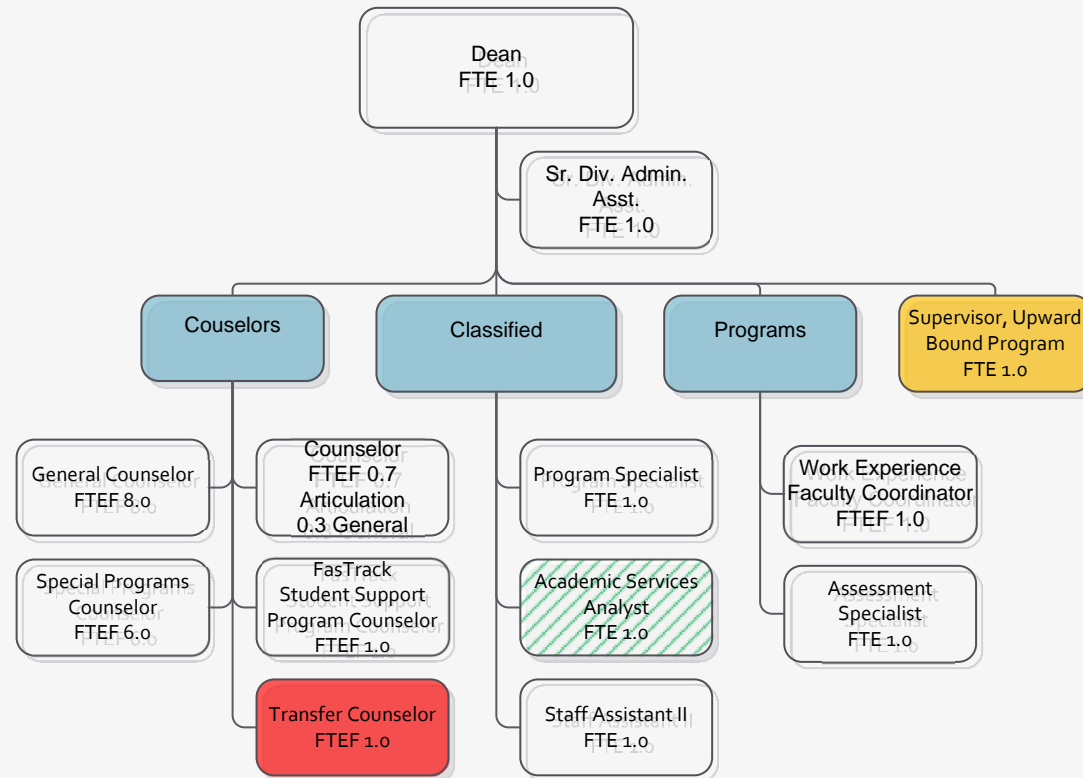 Dean
FTE 1.0
Sr. Div. Admin.
Asst.
FTE 1.0
Couselors
Classified
Programs
Supervisor, Upward
Bound Program
FTE 1.0
General Counselor
FTEF 8.0
Counselor
FTEF 0.7
Articulation
0.3 General
Program Specialist
FTE 1.0
Work Experience
Faculty Coordinator
FTEF 1.0
Special Programs
Counselor
FTEF 6.0
FasTrack
Student Support
Program Counselor
FTEF 1.0
Academic Services
Analyst
FTE 1.0
Assessment
Specialist
FTE 1.0
Transfer Counselor
FTEF 1.0
Staff Assistant II
FTE 1.0